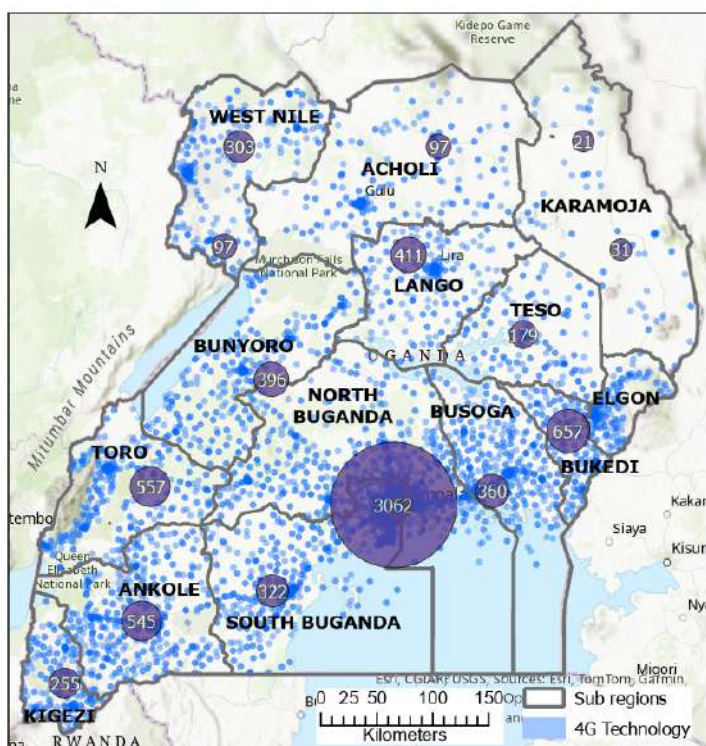 Kidepo Game
Reserve
WEST NILE
303
97
21
ACHOLI
Gulu
N
KARAMOJA
97
31
411
Lira
Murchison Falls
National Park
LANGO
TESO
179
BUNYORO
UGANDA
396
NORTH
BUGANDA
BUSOGA
ELGON
Mitumbar Mountains
657
TORO
BUKEDI
557
3062
360
Kakam
tembo
Siaya
Kisum
Queen
Elizabeth
National Park
ANKOLE
322
545
SOUTH BUGANDA
255
Migori
Esri, CGIAR, USGS, Sources: Esri, TomTom, Garmin,
KIGEZI
0 25 50 100 150
Kilometers
Sub regions
4G Technology
RWANDA